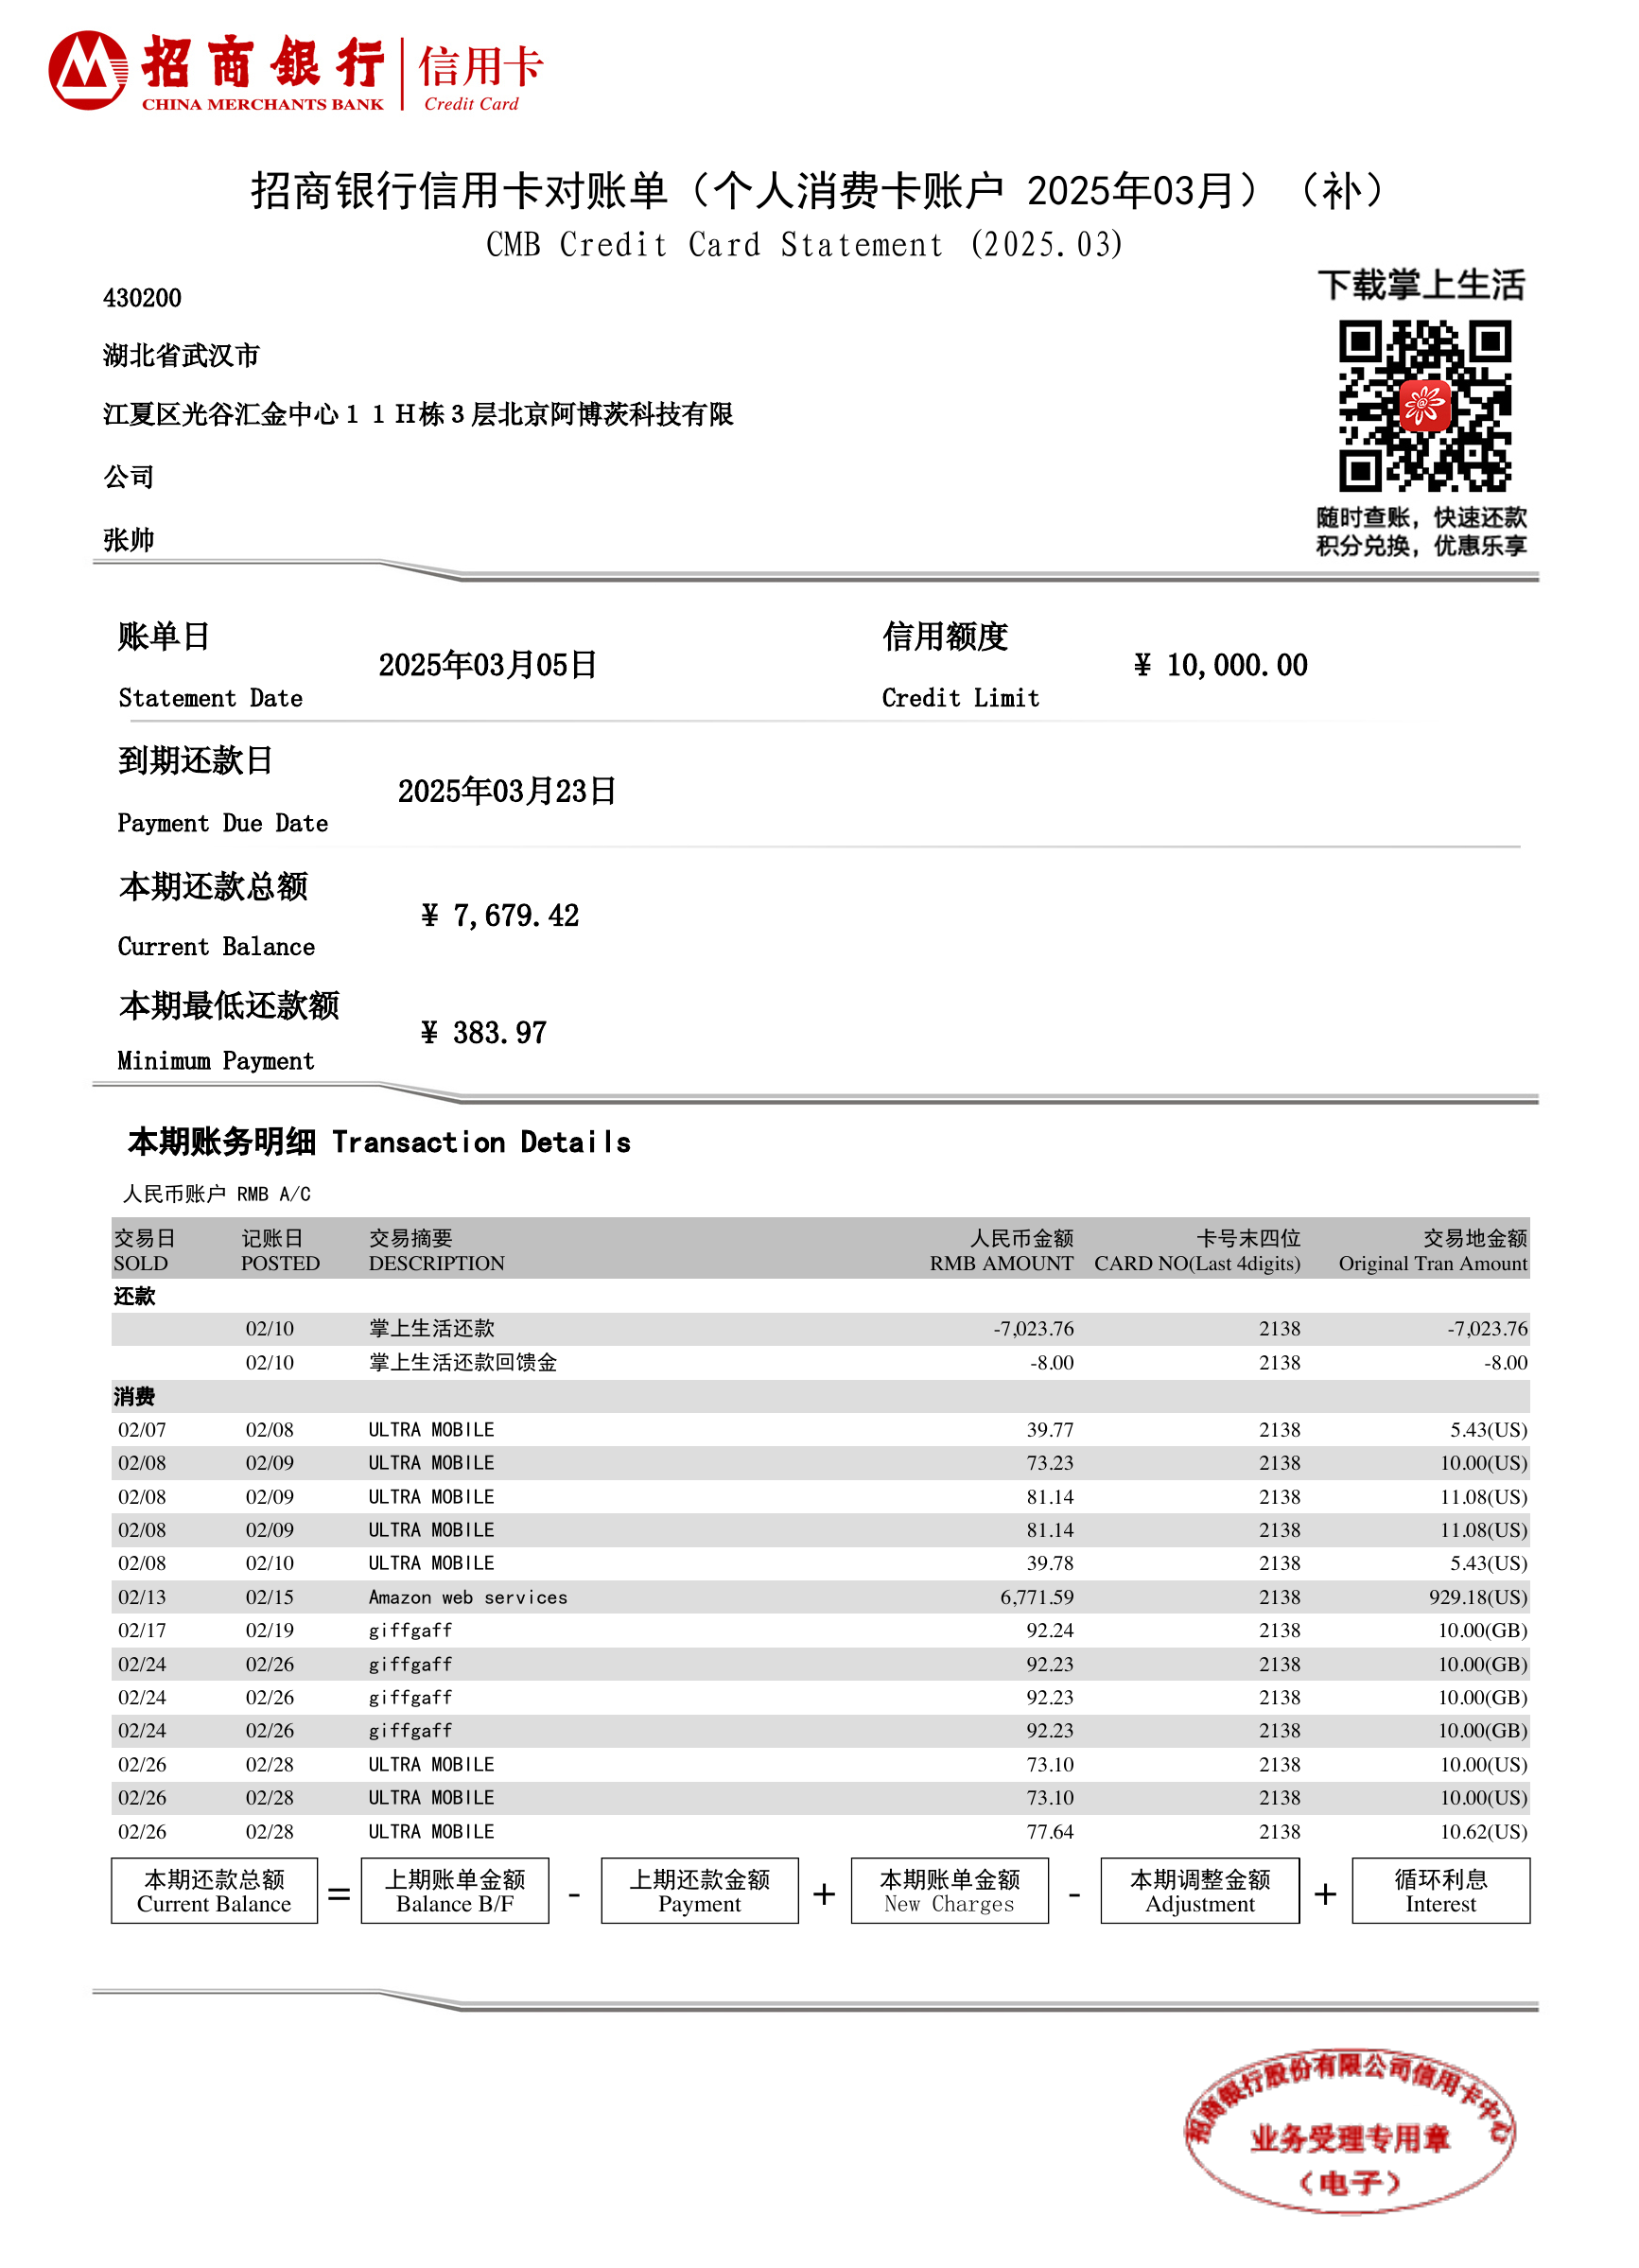 招商银行 信用卡
CHINA MERCHANTS BANK Credit Card
招商银行信用卡对账单（个人消费卡账户 2025年03月）（补）
CMB Credit Card Statement (2025.03)
下载掌上生活
430200
湖北省武汉市
江夏区光谷汇金中心１１Ｈ栋３层北京阿博茨科技有限
公司
张帅
随时查账，快速还款
积分兑换，优惠乐享
账单日 2025年03月05日 信用额度 ¥ 10,000.00
Statement Date Credit Limit
到期还款日 2025年03月23日
Payment Due Date
本期还款总额 ¥ 7,679.42
Current Balance
本期最低还款额 ¥ 383.97
Minimum Payment
本期账务明细 Transaction Details
人民币账户 RMB A/C
交易日 记账日 交易摘要 人民币金额 卡号末四位 交易地金额
SOLD POSTED DESCRIPTION RMB AMOUNT CARD NO(Last 4digits) Original Tran Amount
还款
02/10 掌上生活还款 -7,023.76 2138 -7,023.76
02/10 掌上生活还款回馈金 -8.00 2138 -8.00
消费
02/07 02/08 ULTRA MOBILE 39.77 2138 5.43(US)
02/08 02/09 ULTRA MOBILE 73.23 2138 10.00(US)
02/08 02/09 ULTRA MOBILE 81.14 2138 11.08(US)
02/08 02/09 ULTRA MOBILE 81.14 2138 11.08(US)
02/08 02/10 ULTRA MOBILE 39.78 2138 5.43(US)
02/13 02/15 Amazon web services 6,771.59 2138 929.18(US)
02/17 02/19 giffgaff 92.24 2138 10.00(GB)
02/24 02/26 giffgaff 92.23 2138 10.00(GB)
02/24 02/26 giffgaff 92.23 2138 10.00(GB)
02/24 02/26 giffgaff 92.23 2138 10.00(GB)
02/26 02/28 ULTRA MOBILE 73.10 2138 10.00(US)
02/26 02/28 ULTRA MOBILE 73.10 2138 10.00(US)
02/26 02/28 ULTRA MOBILE 77.64 2138 10.62(US)
本期还款总额 = 上期账单金额 - 上期还款金额 + 本期账单金额 - 本期调整金额 + 循环利息
Current Balance Balance B/F Payment New Charges Adjustment Interest
招商银行股份有限公司信用卡中心
业务受理专用章
（电子）